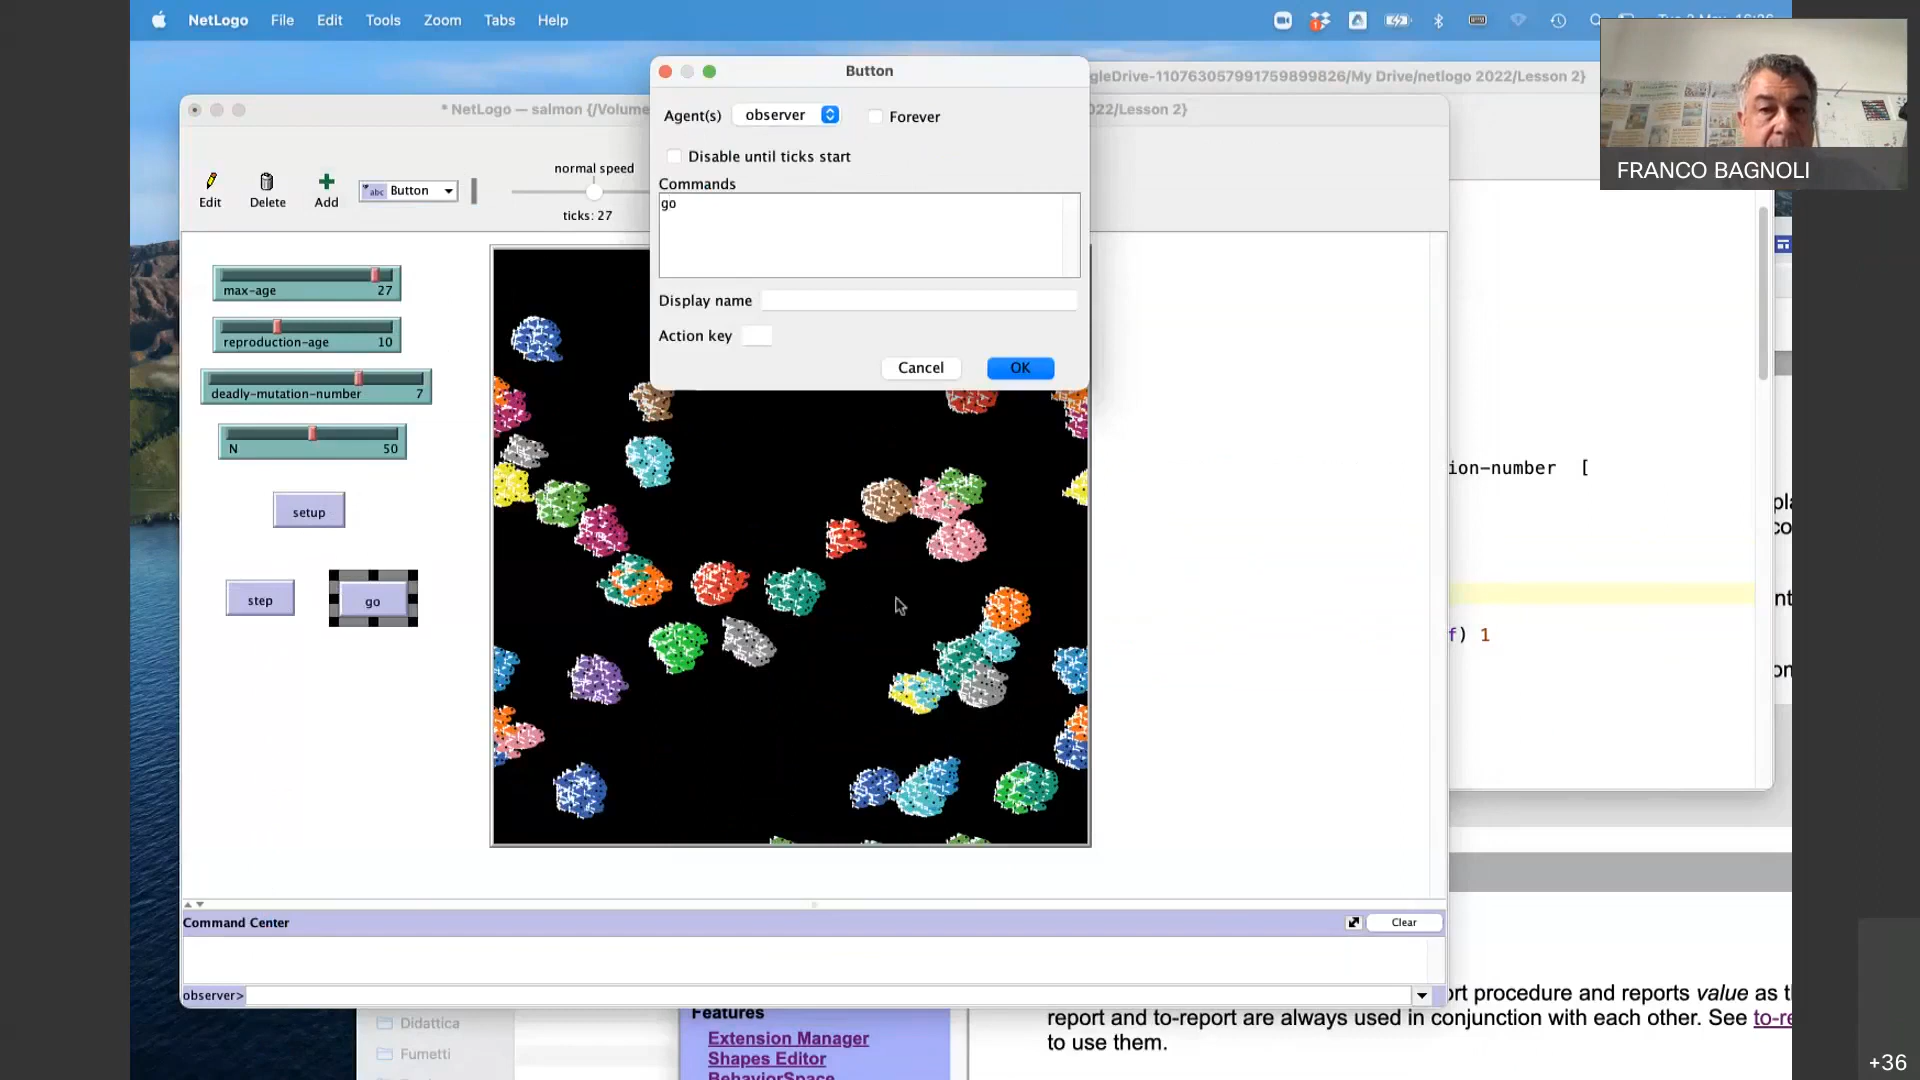 NetLogo File Edit Tools Zoom Tabs Help
Button
gleDrive-110763057991759899826/My Drive/netlogo 2022/Lesson 2}
* NetLogo — salmon {/Volume
022/Lesson 2}
Agent(s) observer Forever
Disable until ticks start
Commands
go
Display name
Action key
Cancel OK
FRANCO BAGNOLI
Edit Delete Add
abc Button
normal speed
ticks: 27
max-age 27
reproduction-age 10
deadly-mutation-number 7
N 50
setup
step
go
ion-number [
f) 1
Command Center
Clear
observer>
Didattica
Fumetti
Features
Extension Manager
Shapes Editor
BehaviorSpace
ort procedure and reports value as t
report and to-report are always used in conjunction with each other. See to-re
to use them.
+36